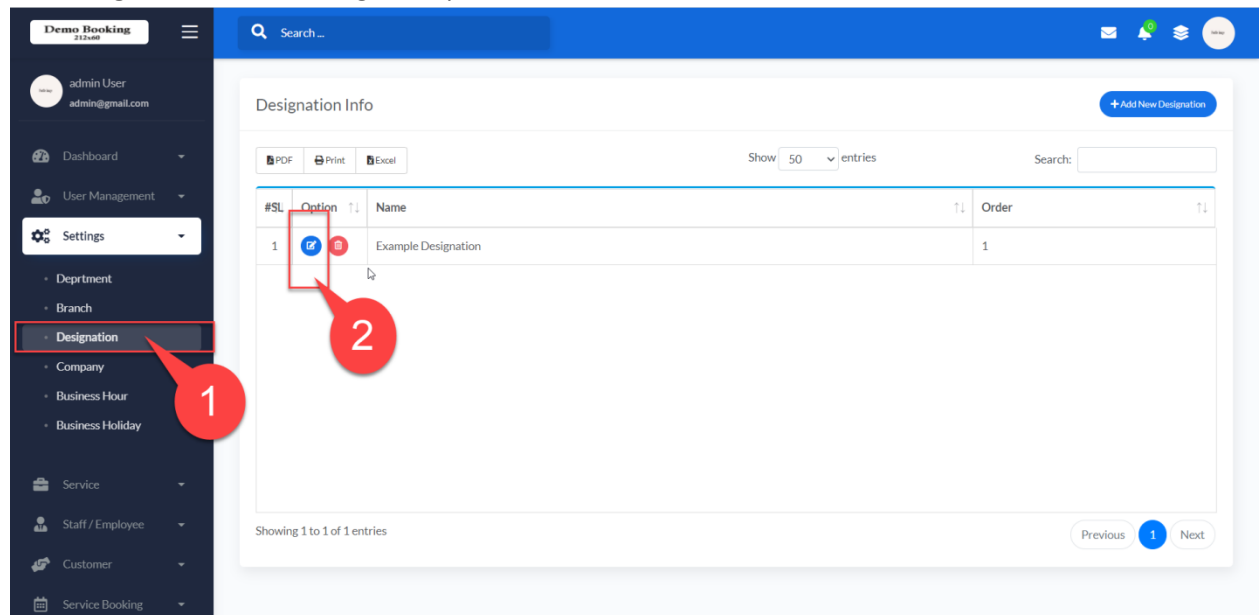 Demo Booking
212x60
Search ...
0
admin User
admin@gmail.com
Dashboard
User Management
Settings
Deprtment
Branch
Designation
Company
Business Hour
Business Holiday
Service
Staff / Employee
Customer
Service Booking
1
Designation Info
+ Add New Designation
PDF Print Excel
Show 50 entries
Search:
#SL Option Name Order
1 Example Designation 1
2
Showing 1 to 1 of 1 entries
Previous 1 Next